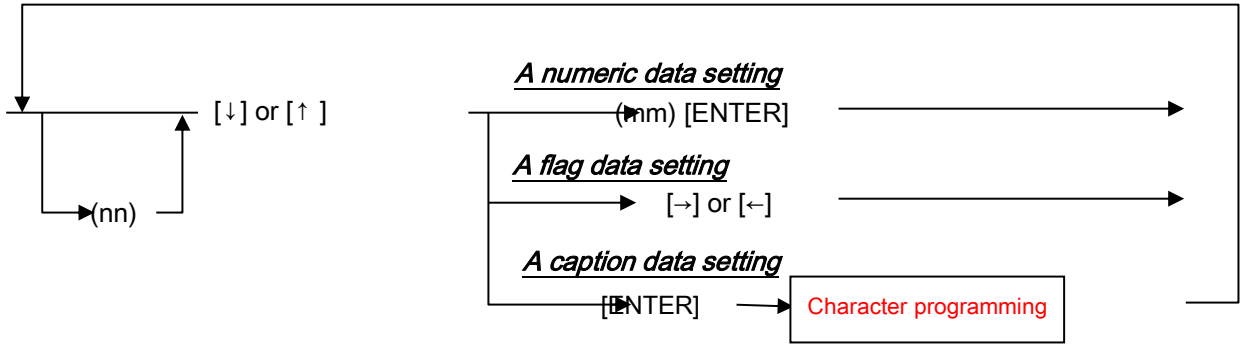 A numeric data setting
[↓] or [↑ ]
(mm) [ENTER]
A flag data setting
(nn)
[→] or [←]
A caption data setting
[ENTER]
Character programming